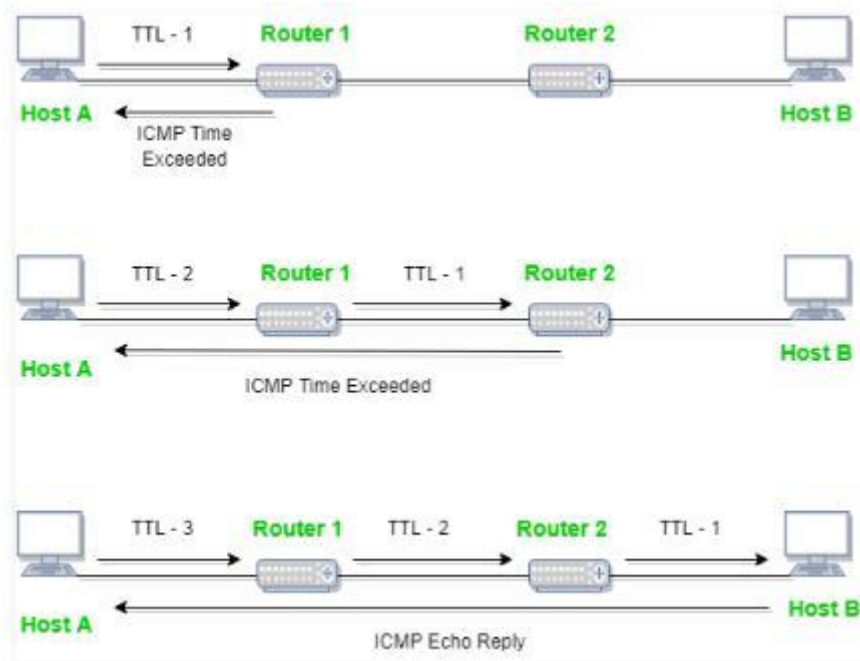 TTL - 1
Router 1
Router 2
Host A
Host B
ICMP Time
Exceeded
TTL - 2
Router 1
TTL - 1
Router 2
Host A
Host B
ICMP Time Exceeded
TTL - 3
Router 1
TTL - 2
Router 2
TTL - 1
Host A
Host B
ICMP Echo Reply